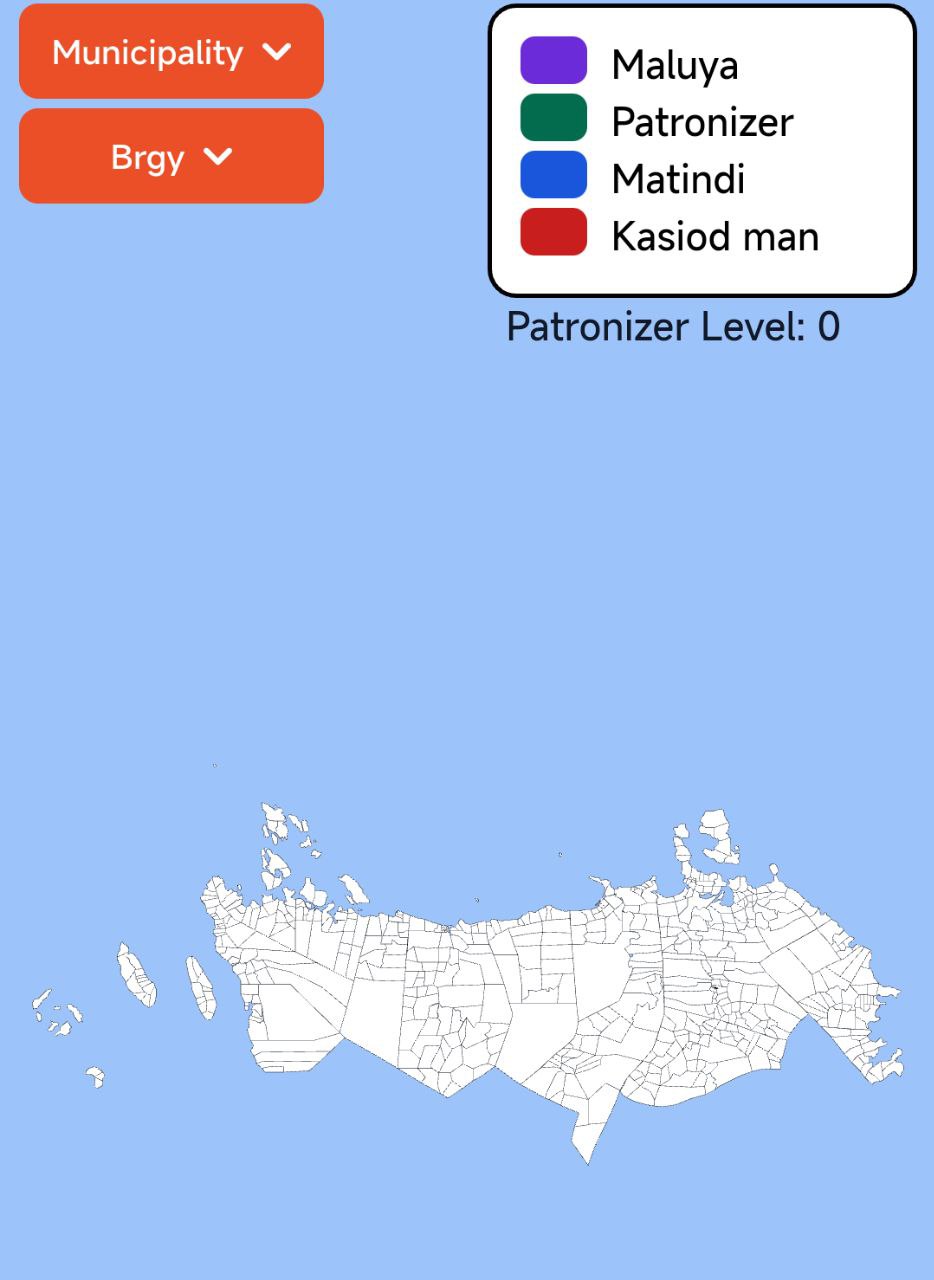 Municipality
Brgy
Maluya
Patronizer
Matindi
Kasiod man
Patronizer Level: 0